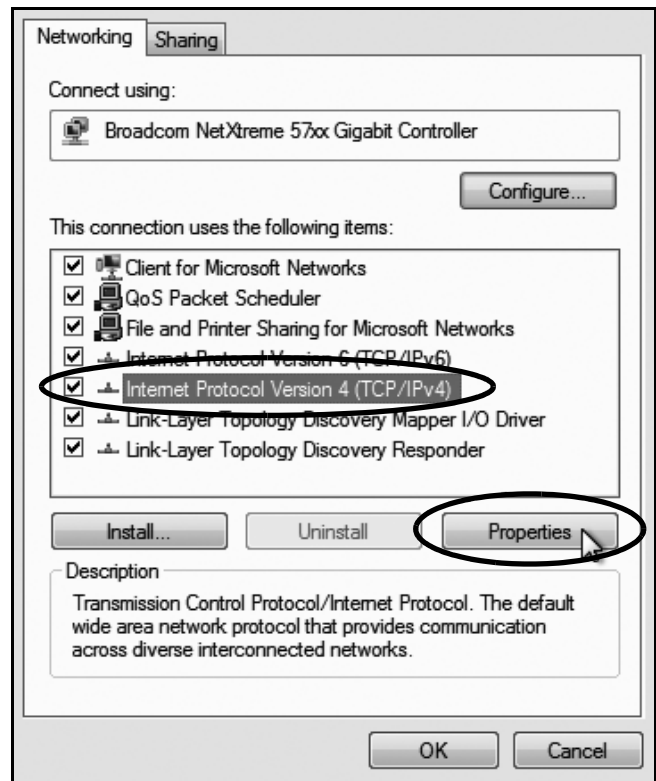 Networking Sharing
Connect using:
Broadcom NetXtreme 57xx Gigabit Controller
Configure...
This connection uses the following items:
Client for Microsoft Networks
QoS Packet Scheduler
File and Printer Sharing for Microsoft Networks
Internet Protocol Version 6 (TCP/IPv6)
Internet Protocol Version 4 (TCP/IPv4)
Link-Layer Topology Discovery Mapper I/O Driver
Link-Layer Topology Discovery Responder
Install... Uninstall Properties
Description
Transmission Control Protocol/Internet Protocol. The default
wide area network protocol that provides communication
across diverse interconnected networks.
OK Cancel